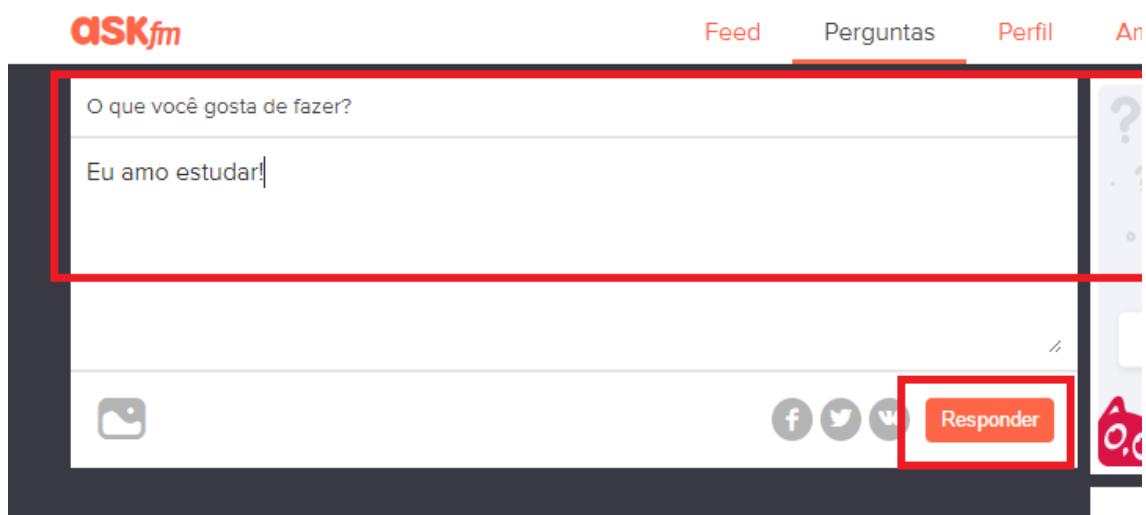 ASKfm
Feed Perguntas Perfil
O que você gosta de fazer?
Eu amo estudar!
Responder